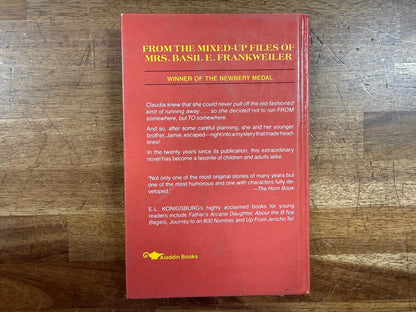 FROM THE MIXED-UP FILES OF
MRS. BASIL E. FRANKWEILER
WINNER OF THE NEWBERY MEDAL
Claudia knew that she could never pull off the old-fashioned
kind of running away . . . so she decided not to run FROM
somewhere, but TO somewhere.
And so, after some careful planning, she and her younger
brother, Jamie, escaped—right into a mystery that made head-
lines!
In the twenty years since its publication, this extraordinary
novel has become a favorite of children and adults alike.
"Not only one of the most original stories of many years but
one of the most humorous and one with characters fully de-
veloped."
—The Horn Book
E.L. KONIGSBURG's highly acclaimed books for young
readers include Father's Arcane Daughter, About the B'Nai
Bagels, Journey to an 800 Number, and Up From Jericho Tel.
Aladdin Books